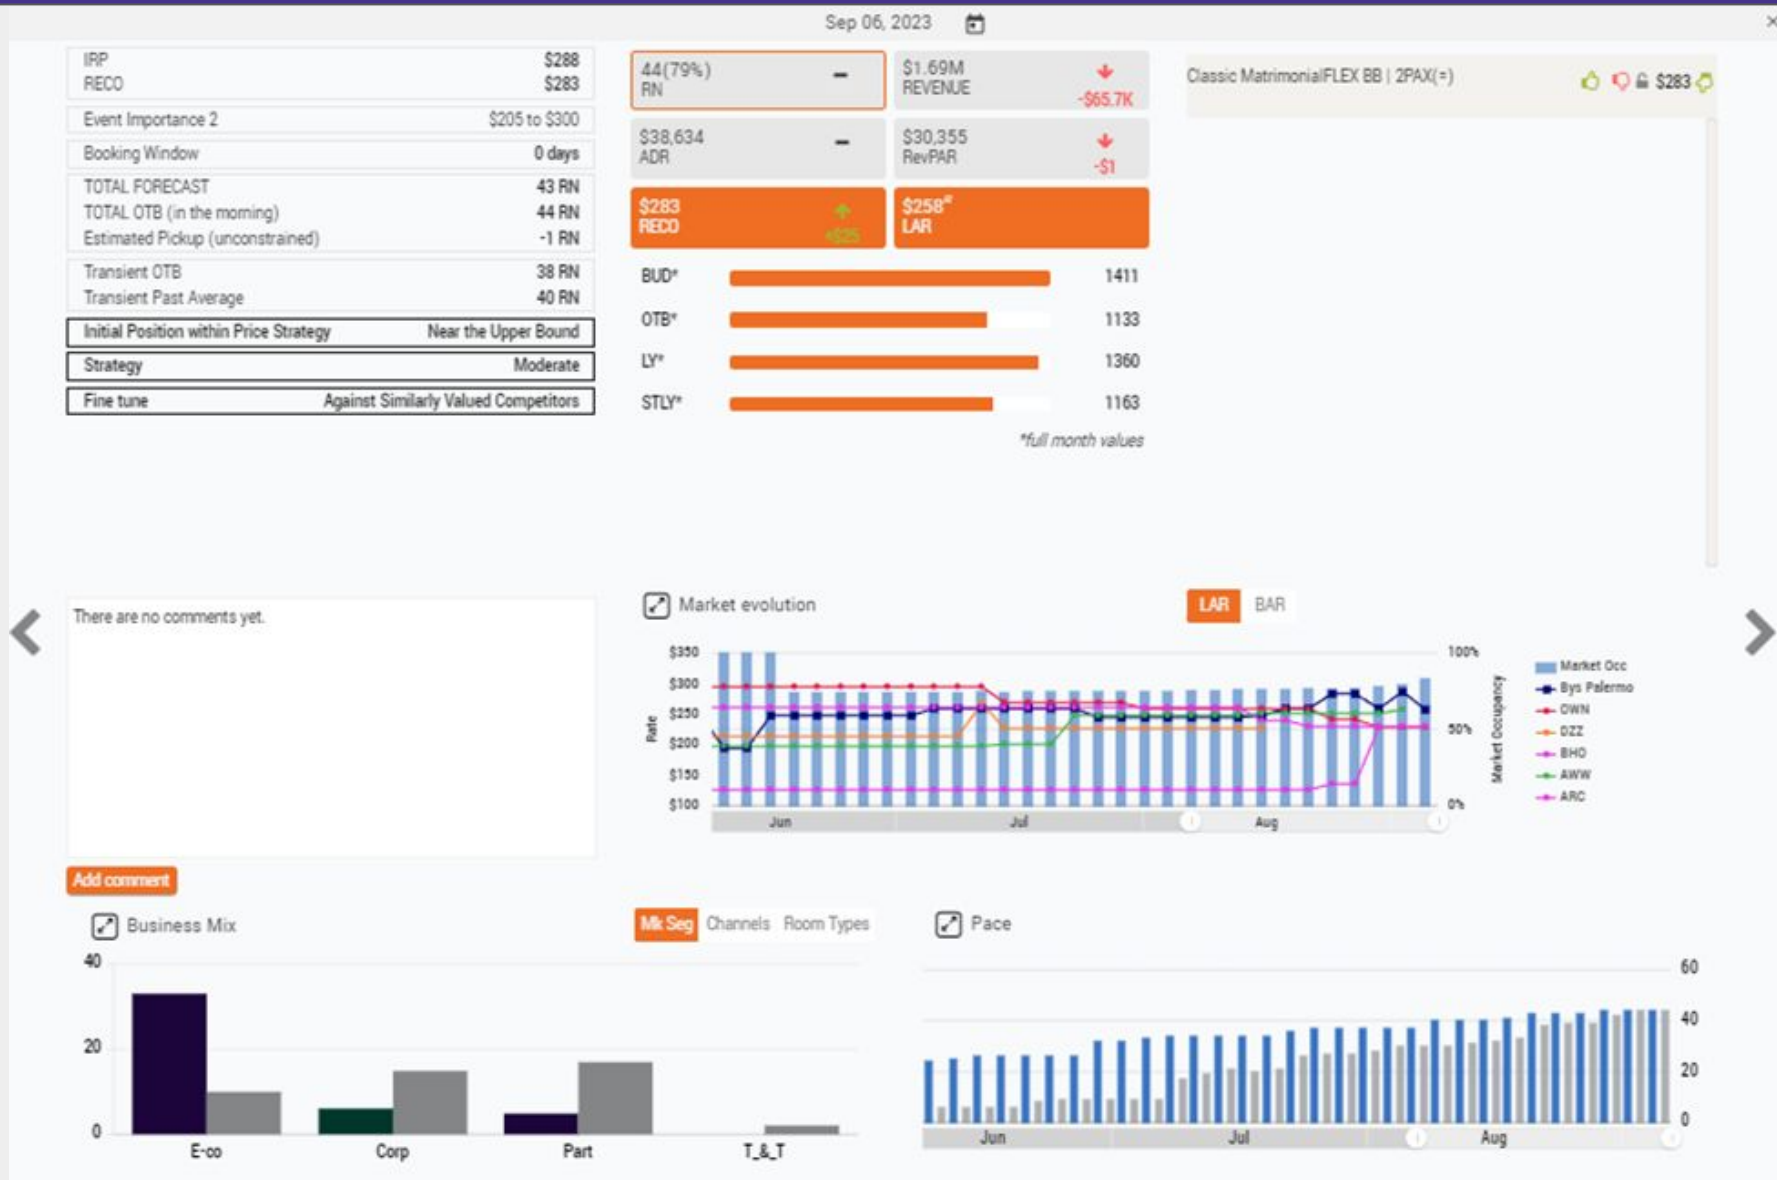 Sep 06, 2023
IRP $288
RECO $283
Event Importance 2 $205 to $300
Booking Window 0 days
TOTAL FORECAST 43 RN
TOTAL OTB (in the morning) 44 RN
Estimated Pickup (unconstrained) -1 RN
Transient OTB 38 RN
Transient Past Average 40 RN
Initial Position within Price Strategy Near the Upper Bound
Strategy Moderate
Fine tune Against Similarly Valued Competitors
44(79%)
RN
$1.69M
REVENUE
-$65.7K
$38,634
ADR
$30,355
RevPAR
-$1
$283
RECO
+$25
$258
LAR
BUD* 1411
OTB* 1133
LY* 1360
STLY* 1163
*full month values
Classic Matrimonial FLEX BB | 2PAX(=) $283
There are no comments yet.
Add comment
Market evolution
LAR BAR
$350
$300
$250
$200
$150
$100
Rate
100%
50%
0%
Market Occupancy
Jun Jul Aug
Market Occ
Bys Palermo
OWN
DZZ
BHO
AWW
ARC
Business Mix
Mk Seg Channels Room Types
40
20
0
E-co Corp Part T_&_T
Pace
60
40
20
0
Jun Jul Aug